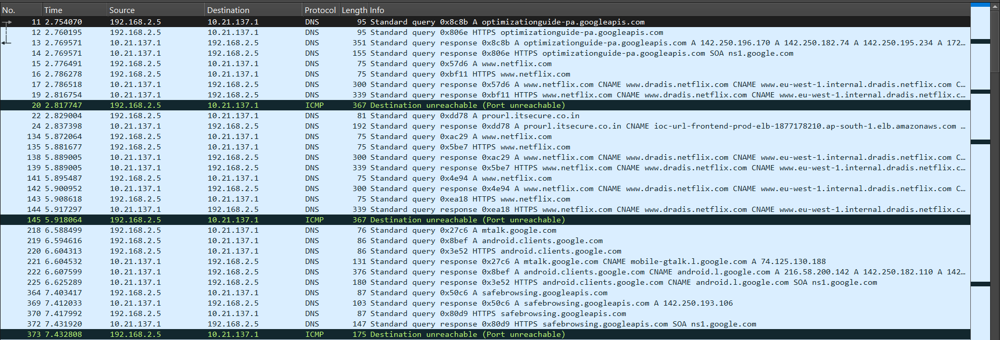 No. Time Source Destination Protocol Length Info
11 2.754070 192.168.2.5 10.21.137.1 DNS 95 Standard query 0x8c8b A optimizationguide-pa.googleapis.com
12 2.760195 192.168.2.5 10.21.137.1 DNS 95 Standard query 0x806e HTTPS optimizationguide-pa.googleapis.com
13 2.769571 10.21.137.1 192.168.2.5 DNS 351 Standard query response 0x8c8b A optimizationguide-pa.googleapis.com A 142.250.196.170 A 142.250.182.74 A 142.250.195.234 A 172…
14 2.769571 10.21.137.1 192.168.2.5 DNS 155 Standard query response 0x806e HTTPS optimizationguide-pa.googleapis.com SOA ns1.google.com
15 2.776491 192.168.2.5 10.21.137.1 DNS 75 Standard query 0x57d6 A www.netflix.com
16 2.786278 192.168.2.5 10.21.137.1 DNS 75 Standard query 0xbf11 HTTPS www.netflix.com
17 2.786518 10.21.137.1 192.168.2.5 DNS 300 Standard query response 0x57d6 A www.netflix.com CNAME www.dradis.netflix.com CNAME www.eu-west-1.internal.dradis.netflix.com C…
19 2.816754 10.21.137.1 192.168.2.5 DNS 339 Standard query response 0xbf11 HTTPS www.netflix.com CNAME www.dradis.netflix.com CNAME www.eu-west-1.internal.dradis.netflix.c…
20 2.817747 192.168.2.5 10.21.137.1 ICMP 367 Destination unreachable (Port unreachable)
22 2.829004 192.168.2.5 10.21.137.1 DNS 81 Standard query 0xdd78 A prourl.itsecure.co.in
24 2.837398 10.21.137.1 192.168.2.5 DNS 192 Standard query response 0xdd78 A prourl.itsecure.co.in CNAME ioc-url-frontend-prod-elb-1877178210.ap-south-1.elb.amazonaws.com …
134 5.872064 192.168.2.5 10.21.137.1 DNS 75 Standard query 0xac29 A www.netflix.com
135 5.881677 192.168.2.5 10.21.137.1 DNS 75 Standard query 0x5be7 HTTPS www.netflix.com
138 5.889005 10.21.137.1 192.168.2.5 DNS 300 Standard query response 0xac29 A www.netflix.com CNAME www.dradis.netflix.com CNAME www.eu-west-1.internal.dradis.netflix.com C…
139 5.889005 10.21.137.1 192.168.2.5 DNS 339 Standard query response 0x5be7 HTTPS www.netflix.com CNAME www.dradis.netflix.com CNAME www.eu-west-1.internal.dradis.netflix.c…
141 5.895487 192.168.2.5 10.21.137.1 DNS 75 Standard query 0x4e94 A www.netflix.com
142 5.900952 10.21.137.1 192.168.2.5 DNS 300 Standard query response 0x4e94 A www.netflix.com CNAME www.dradis.netflix.com CNAME www.eu-west-1.internal.dradis.netflix.com C…
143 5.908618 192.168.2.5 10.21.137.1 DNS 75 Standard query 0xea18 HTTPS www.netflix.com
144 5.917297 10.21.137.1 192.168.2.5 DNS 339 Standard query response 0xea18 HTTPS www.netflix.com CNAME www.dradis.netflix.com CNAME www.eu-west-1.internal.dradis.netflix.c…
145 5.918064 192.168.2.5 10.21.137.1 ICMP 367 Destination unreachable (Port unreachable)
218 6.588499 192.168.2.5 10.21.137.1 DNS 76 Standard query 0x27c6 A mtalk.google.com
219 6.594616 192.168.2.5 10.21.137.1 DNS 86 Standard query 0x8bef A android.clients.google.com
220 6.604313 192.168.2.5 10.21.137.1 DNS 86 Standard query 0x3e52 HTTPS android.clients.google.com
221 6.604532 10.21.137.1 192.168.2.5 DNS 131 Standard query response 0x27c6 A mtalk.google.com CNAME mobile-gtalk.l.google.com A 74.125.130.188
222 6.607599 10.21.137.1 192.168.2.5 DNS 376 Standard query response 0x8bef A android.clients.google.com CNAME android.l.google.com A 216.58.200.142 A 142.250.182.110 A 142…
225 6.625289 10.21.137.1 192.168.2.5 DNS 180 Standard query response 0x3e52 HTTPS android.clients.google.com CNAME android.l.google.com SOA ns1.google.com
364 7.403417 192.168.2.5 10.21.137.1 DNS 87 Standard query 0x50c6 A safebrowsing.googleapis.com
369 7.412033 10.21.137.1 192.168.2.5 DNS 103 Standard query response 0x50c6 A safebrowsing.googleapis.com A 142.250.193.106
370 7.417992 192.168.2.5 10.21.137.1 DNS 87 Standard query 0x80d9 HTTPS safebrowsing.googleapis.com
372 7.431920 10.21.137.1 192.168.2.5 DNS 147 Standard query response 0x80d9 HTTPS safebrowsing.googleapis.com SOA ns1.google.com
373 7.432808 192.168.2.5 10.21.137.1 ICMP 175 Destination unreachable (Port unreachable)